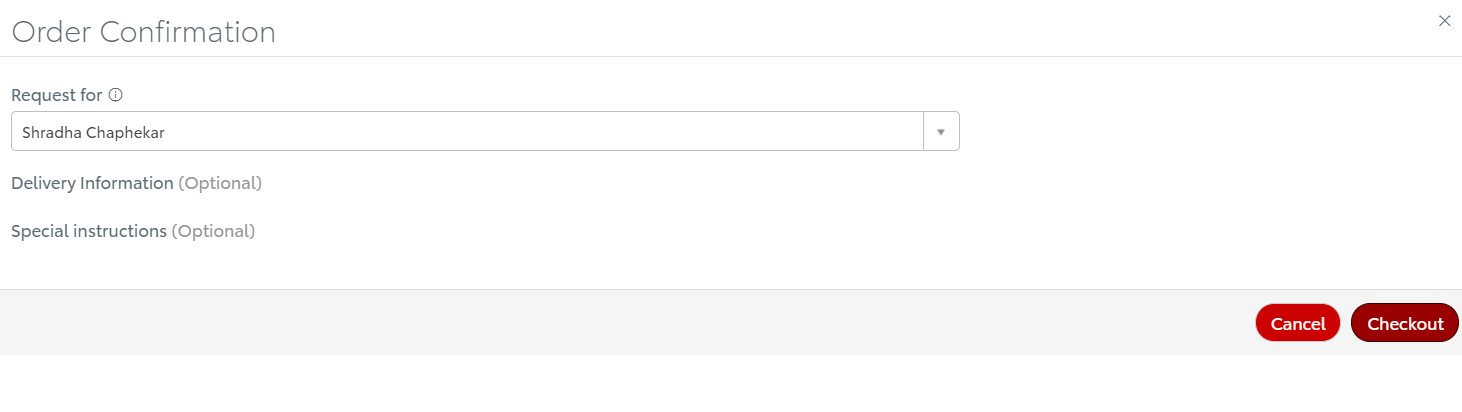 Order Confirmation
Request for
Shradha Chaphekar
Delivery Information (Optional)
Special instructions (Optional)
Cancel Checkout